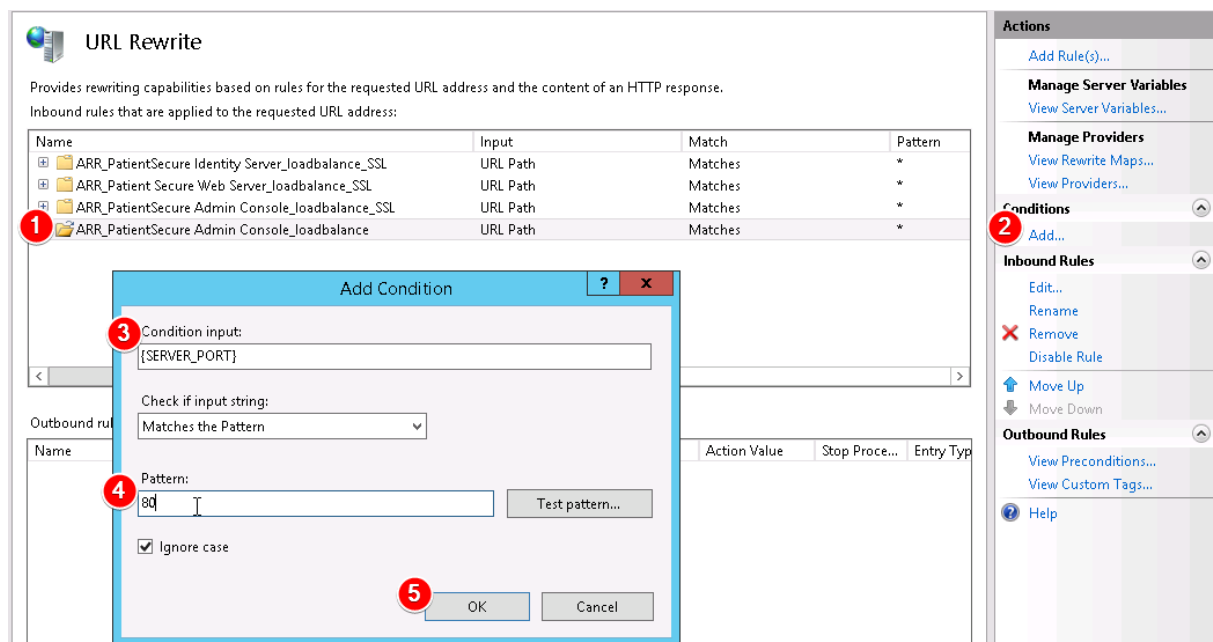 URL Rewrite
Provides rewriting capabilities based on rules for the requested URL address and the content of an HTTP response.
Inbound rules that are applied to the requested URL address:
Name Input Match Pattern
ARR_PatientSecure Identity Server_loadbalance_SSL URL Path Matches *
ARR_Patient Secure Web Server_loadbalance_SSL URL Path Matches *
ARR_PatientSecure Admin Console_loadbalance_SSL URL Path Matches *
1 ARR_PatientSecure Admin Console_loadbalance URL Path Matches *
Add Condition ? x
3 Condition input:
{SERVER_PORT}
Check if input string:
Matches the Pattern
Outbound rul
Name Action Value Stop Proce... Entry Typ
Pattern:
4 80 Test pattern...
Ignore case
5 OK Cancel
Actions
Add Rule(s)...
Manage Server Variables
View Server Variables...
Manage Providers
View Rewrite Maps...
View Providers...
Conditions
2 Add...
Inbound Rules
Edit...
Rename
Remove
Disable Rule
Move Up
Move Down
Outbound Rules
View Preconditions...
View Custom Tags...
Help